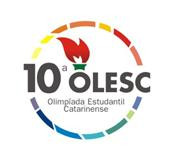 10ª OLESC
Olimpíada Estudantil
Catarinense